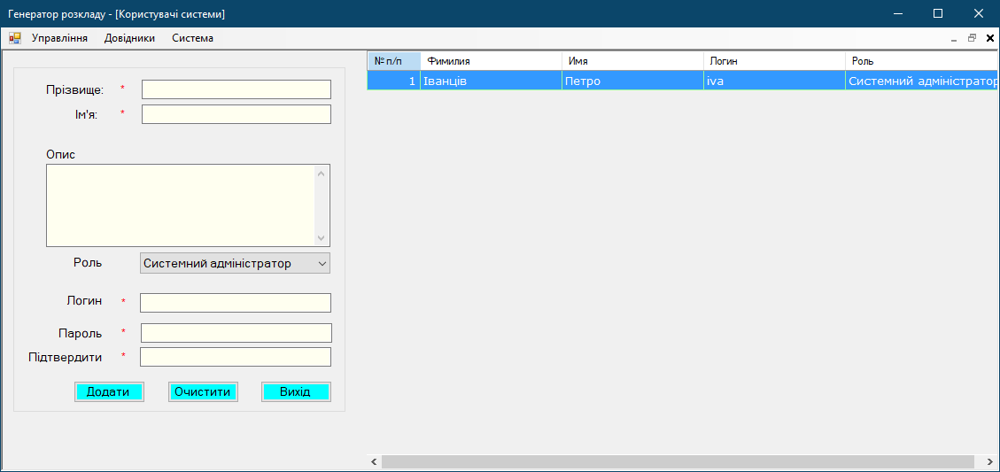 Генератор розкладу - [Користувачі системи]
Управління Довідники Система
Прізвище: *
Ім'я: *
Опис
Роль Системний адміністратор
Логин *
Пароль *
Підтвердити *
Додати Очистити Вихід
№ п/п Фимилия Имя Логин Роль
1 Іванців Петро iva Системний адміністратор